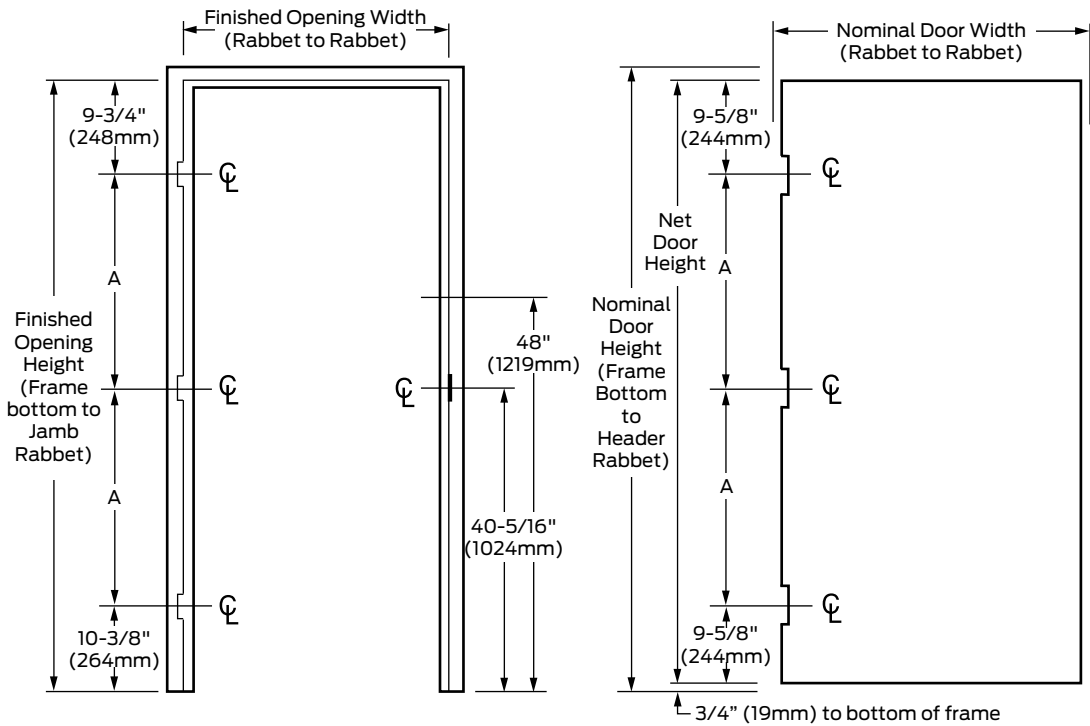 Finished Opening Width
(Rabbet to Rabbet)
9-3/4"
(248mm)
℄
A
Finished
Opening
Height
(Frame
bottom to
Jamb
Rabbet)
℄
A
10-3/8"
(264mm)
℄
48"
(1219mm)
℄
40-5/16"
(1024mm)
Nominal Door Width
(Rabbet to Rabbet)
9-5/8"
(244mm)
℄
Net
Door
Height
A
Nominal
Door
Height
(Frame
Bottom
to
Header
Rabbet)
℄
A
9-5/8"
(244mm)
℄
3/4” (19mm) to bottom of frame